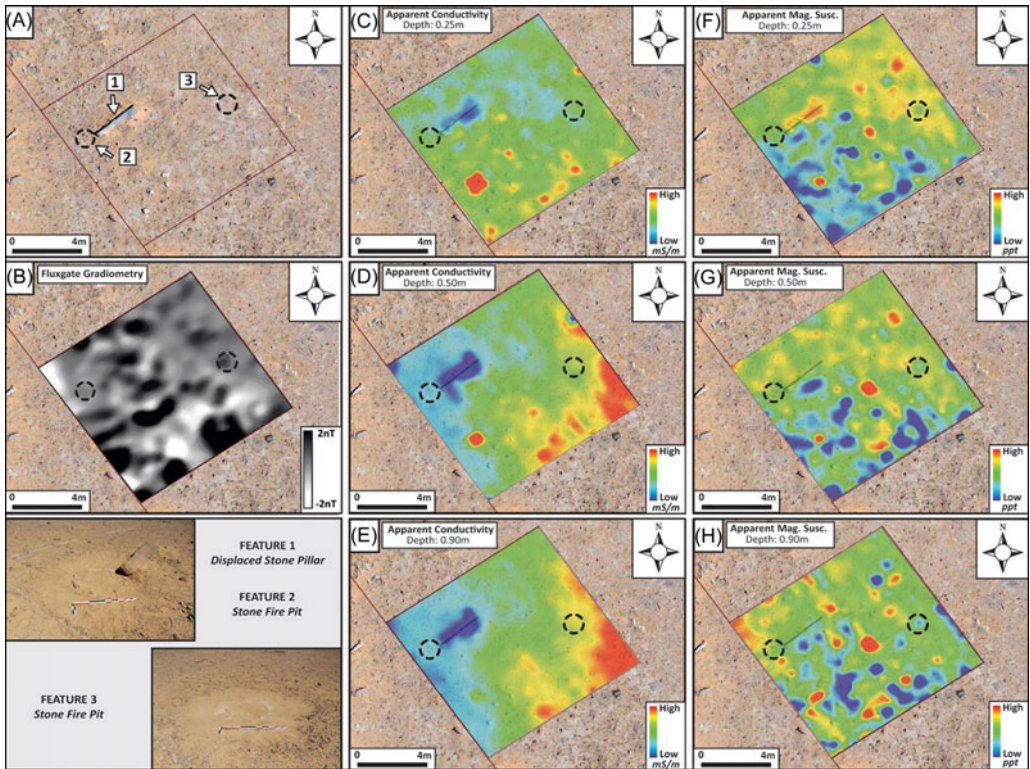 (A)
N
1
3
2
0 4m
(B)
Fluxgate Gradiometry
N
2nT
-2nT
0 4m
FEATURE 1
Displaced Stone Pillar
FEATURE 2
Stone Fire Pit
FEATURE 3
Stone Fire Pit
(C)
Apparent Conductivity
Depth: 0.25m
N
High
Low
mS/m
0 4m
(D)
Apparent Conductivity
Depth: 0.50m
N
High
Low
mS/m
0 4m
(E)
Apparent Conductivity
Depth: 0.90m
N
High
Low
mS/m
0 4m
(F)
Apparent Mag. Susc.
Depth: 0.25m
N
High
Low
ppt
0 4m
(G)
Apparent Mag. Susc.
Depth: 0.50m
N
High
Low
ppt
0 4m
(H)
Apparent Mag. Susc.
Depth: 0.90m
N
High
Low
ppt
0 4m